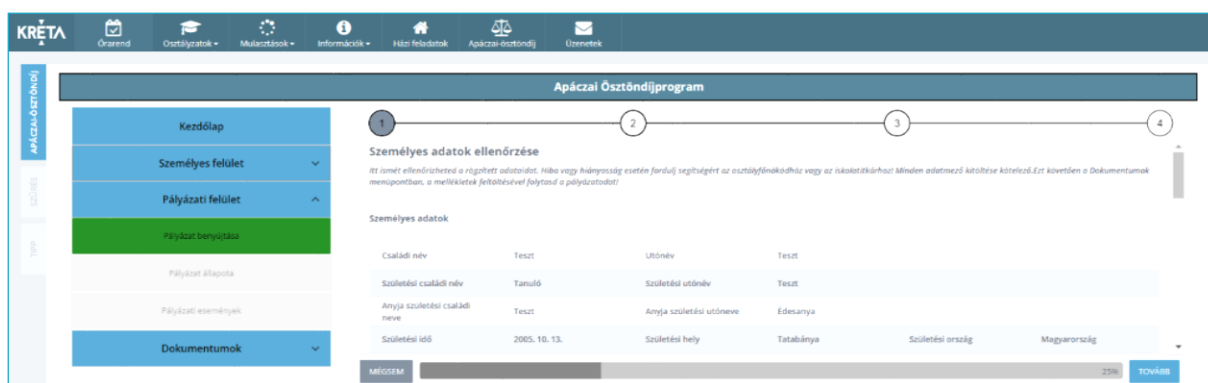 KRÉTA
Órarend
Osztályzatok
Mulasztások
Információk
Házi feladatok
Apáczai-ösztöndíj
Üzenetek
APÁCZAI-ÖSZTÖNDÍJ
SZŰRÉS
TIPP
Apáczai Ösztöndíjprogram
Kezdőlap
Személyes felület
Pályázati felület
Pályázat benyújtása
Pályázat állapota
Pályázati események
Dokumentumok
1 2 3 4
Személyes adatok ellenőrzése
Itt ismét ellenőrizheted a rögzített adataidat. Hiba vagy hiányosság esetén fordulj segítségért az osztályfőnöködhöz vagy az iskolatitkárhoz! Minden adatmező kitöltése kötelező.Ezt követően a Dokumentumok
menüpontban, a mellékletek feltöltésével folytasd a pályázatodat!
Személyes adatok
Családi név Teszt Utónév Teszt
Születési családi név Tanuló Születési utónév Teszt
Anyja születési családi
neve Teszt Anyja születési utóneve Edesanya
Születési idő 2005. 10. 13. Születési hely Tatabánya Születési ország Magyarország
MÉGSEM 25% TOVÁBB